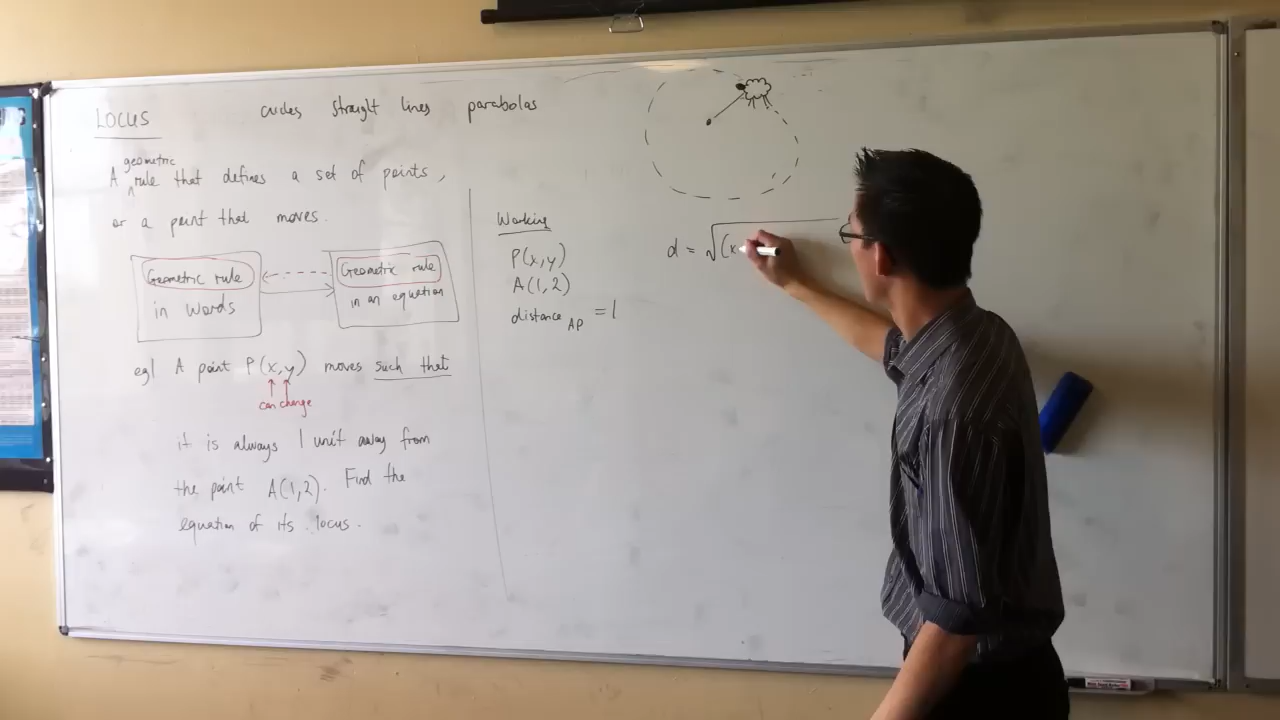 LOCUS
circles straight lines parabolas
geometric
A rule that defines a set of points,
or a point that moves.
Geometric rule
in words
Geometric rule
in an equation
eg1 A point P(x,y) moves such that
can change
it is always 1 unit away from
the point A(1,2). Find the
equation of its locus.
Working
P(x,y)
A(1,2)
distance AP = 1
d = √(x